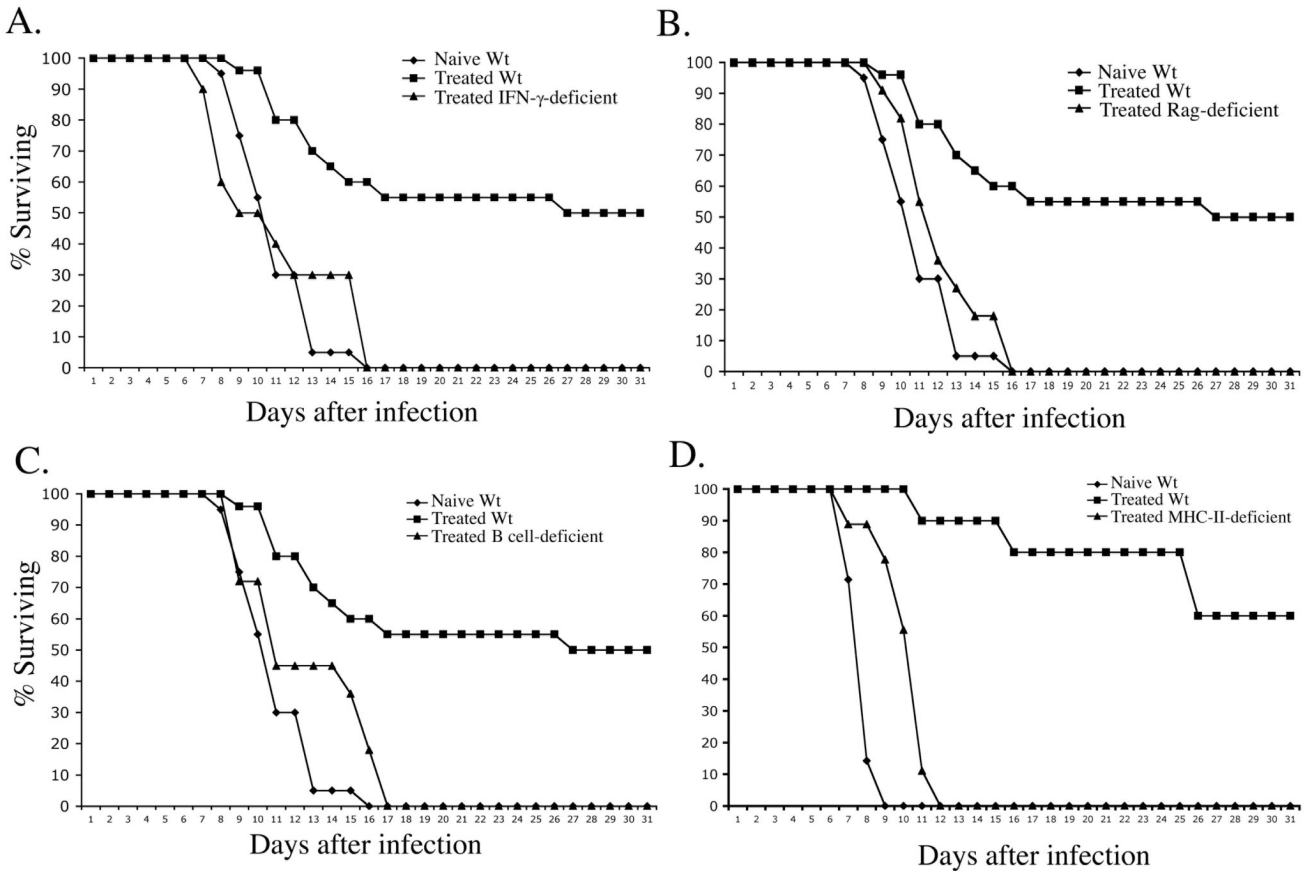 A.
Naive Wt
Treated Wt
Treated IFN-γ-deficient
100
90
80
70
60
50
40
30
20
10
0
% Surviving
1 2 3 4 5 6 7 8 9 10 11 12 13 14 15 16 17 18 19 20 21 22 23 24 25 26 27 28 29 30 31
Days after infection
B.
Naive Wt
Treated Wt
Treated Rag-deficient
100
90
80
70
60
50
40
30
20
10
0
1 2 3 4 5 6 7 8 9 10 11 12 13 14 15 16 17 18 19 20 21 22 23 24 25 26 27 28 29 30 31
Days after infection
C.
Naive Wt
Treated Wt
Treated B cell-deficient
100
90
80
70
60
50
40
30
20
10
0
% Surviving
1 2 3 4 5 6 7 8 9 10 11 12 13 14 15 16 17 18 19 20 21 22 23 24 25 26 27 28 29 30 31
Days after infection
D.
Naive Wt
Treated Wt
Treated MHC-II-deficient
100
90
80
70
60
50
40
30
20
10
0
1 2 3 4 5 6 7 8 9 10 11 12 13 14 15 16 17 18 19 20 21 22 23 24 25 26 27 28 29 30 31
Days after infection